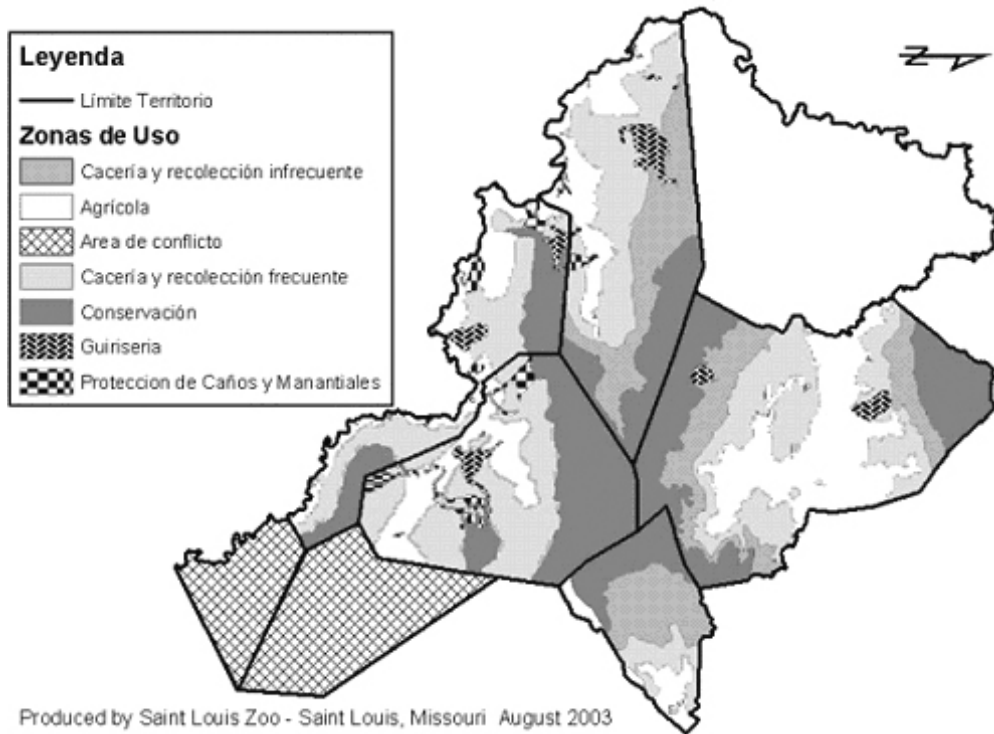 Leyenda
Límite Territorio
Zonas de Uso
Cacería y recolección infrecuente
Agrícola
Area de conflicto
Cacería y recolección frecuente
Conservación
Guiriseria
Proteccion de Caños y Manantiales
Z
Produced by Saint Louis Zoo - Saint Louis, Missouri August 2003